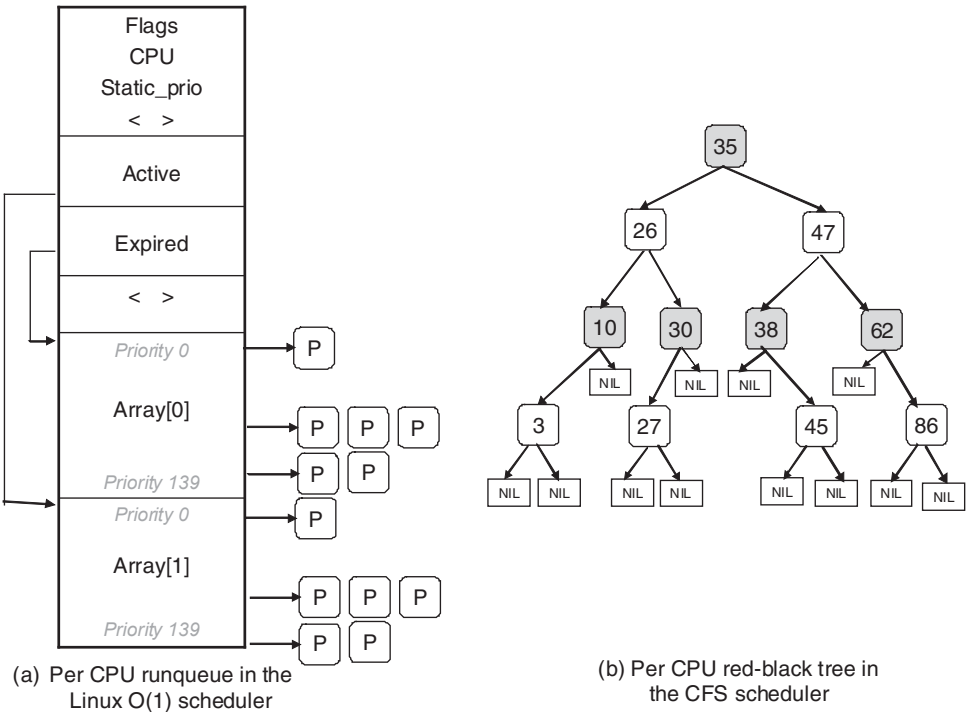 Flags
CPU
Static_prio
< >
Active
Expired
< >
Priority 0
P
Array[0]
P P P
Priority 139
P P
Priority 0
P
Array[1]
P P P
Priority 139
P P
(a) Per CPU runqueue in the
Linux O(1) scheduler
35
26 47
10 30 38 62
NIL NIL NIL NIL
3 27 45 86
NIL NIL NIL NIL NIL NIL NIL NIL
(b) Per CPU red-black tree in
the CFS scheduler